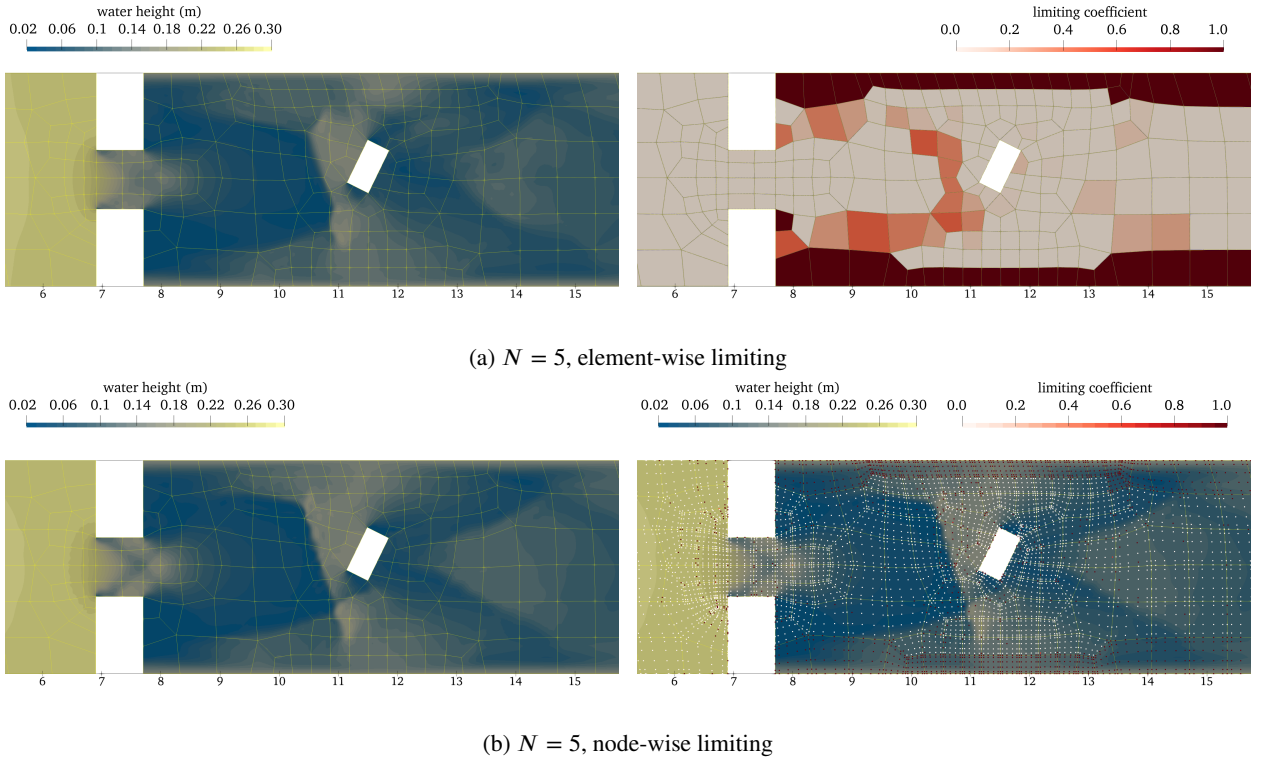 water height (m)
0.02 0.06 0.1 0.14 0.18 0.22 0.26 0.30
limiting coefficient
0.0 0.2 0.4 0.6 0.8 1.0
6 7 8 9 10 11 12 13 14 15
6 7 8 9 10 11 12 13 14 15
(a) N = 5, element-wise limiting
water height (m)
0.02 0.06 0.1 0.14 0.18 0.22 0.26 0.30
water height (m)
0.02 0.06 0.1 0.14 0.18 0.22 0.26 0.30
limiting coefficient
0.0 0.2 0.4 0.6 0.8 1.0
6 7 8 9 10 11 12 13 14 15
6 7 8 9 10 11 12 13 14 15
(b) N = 5, node-wise limiting